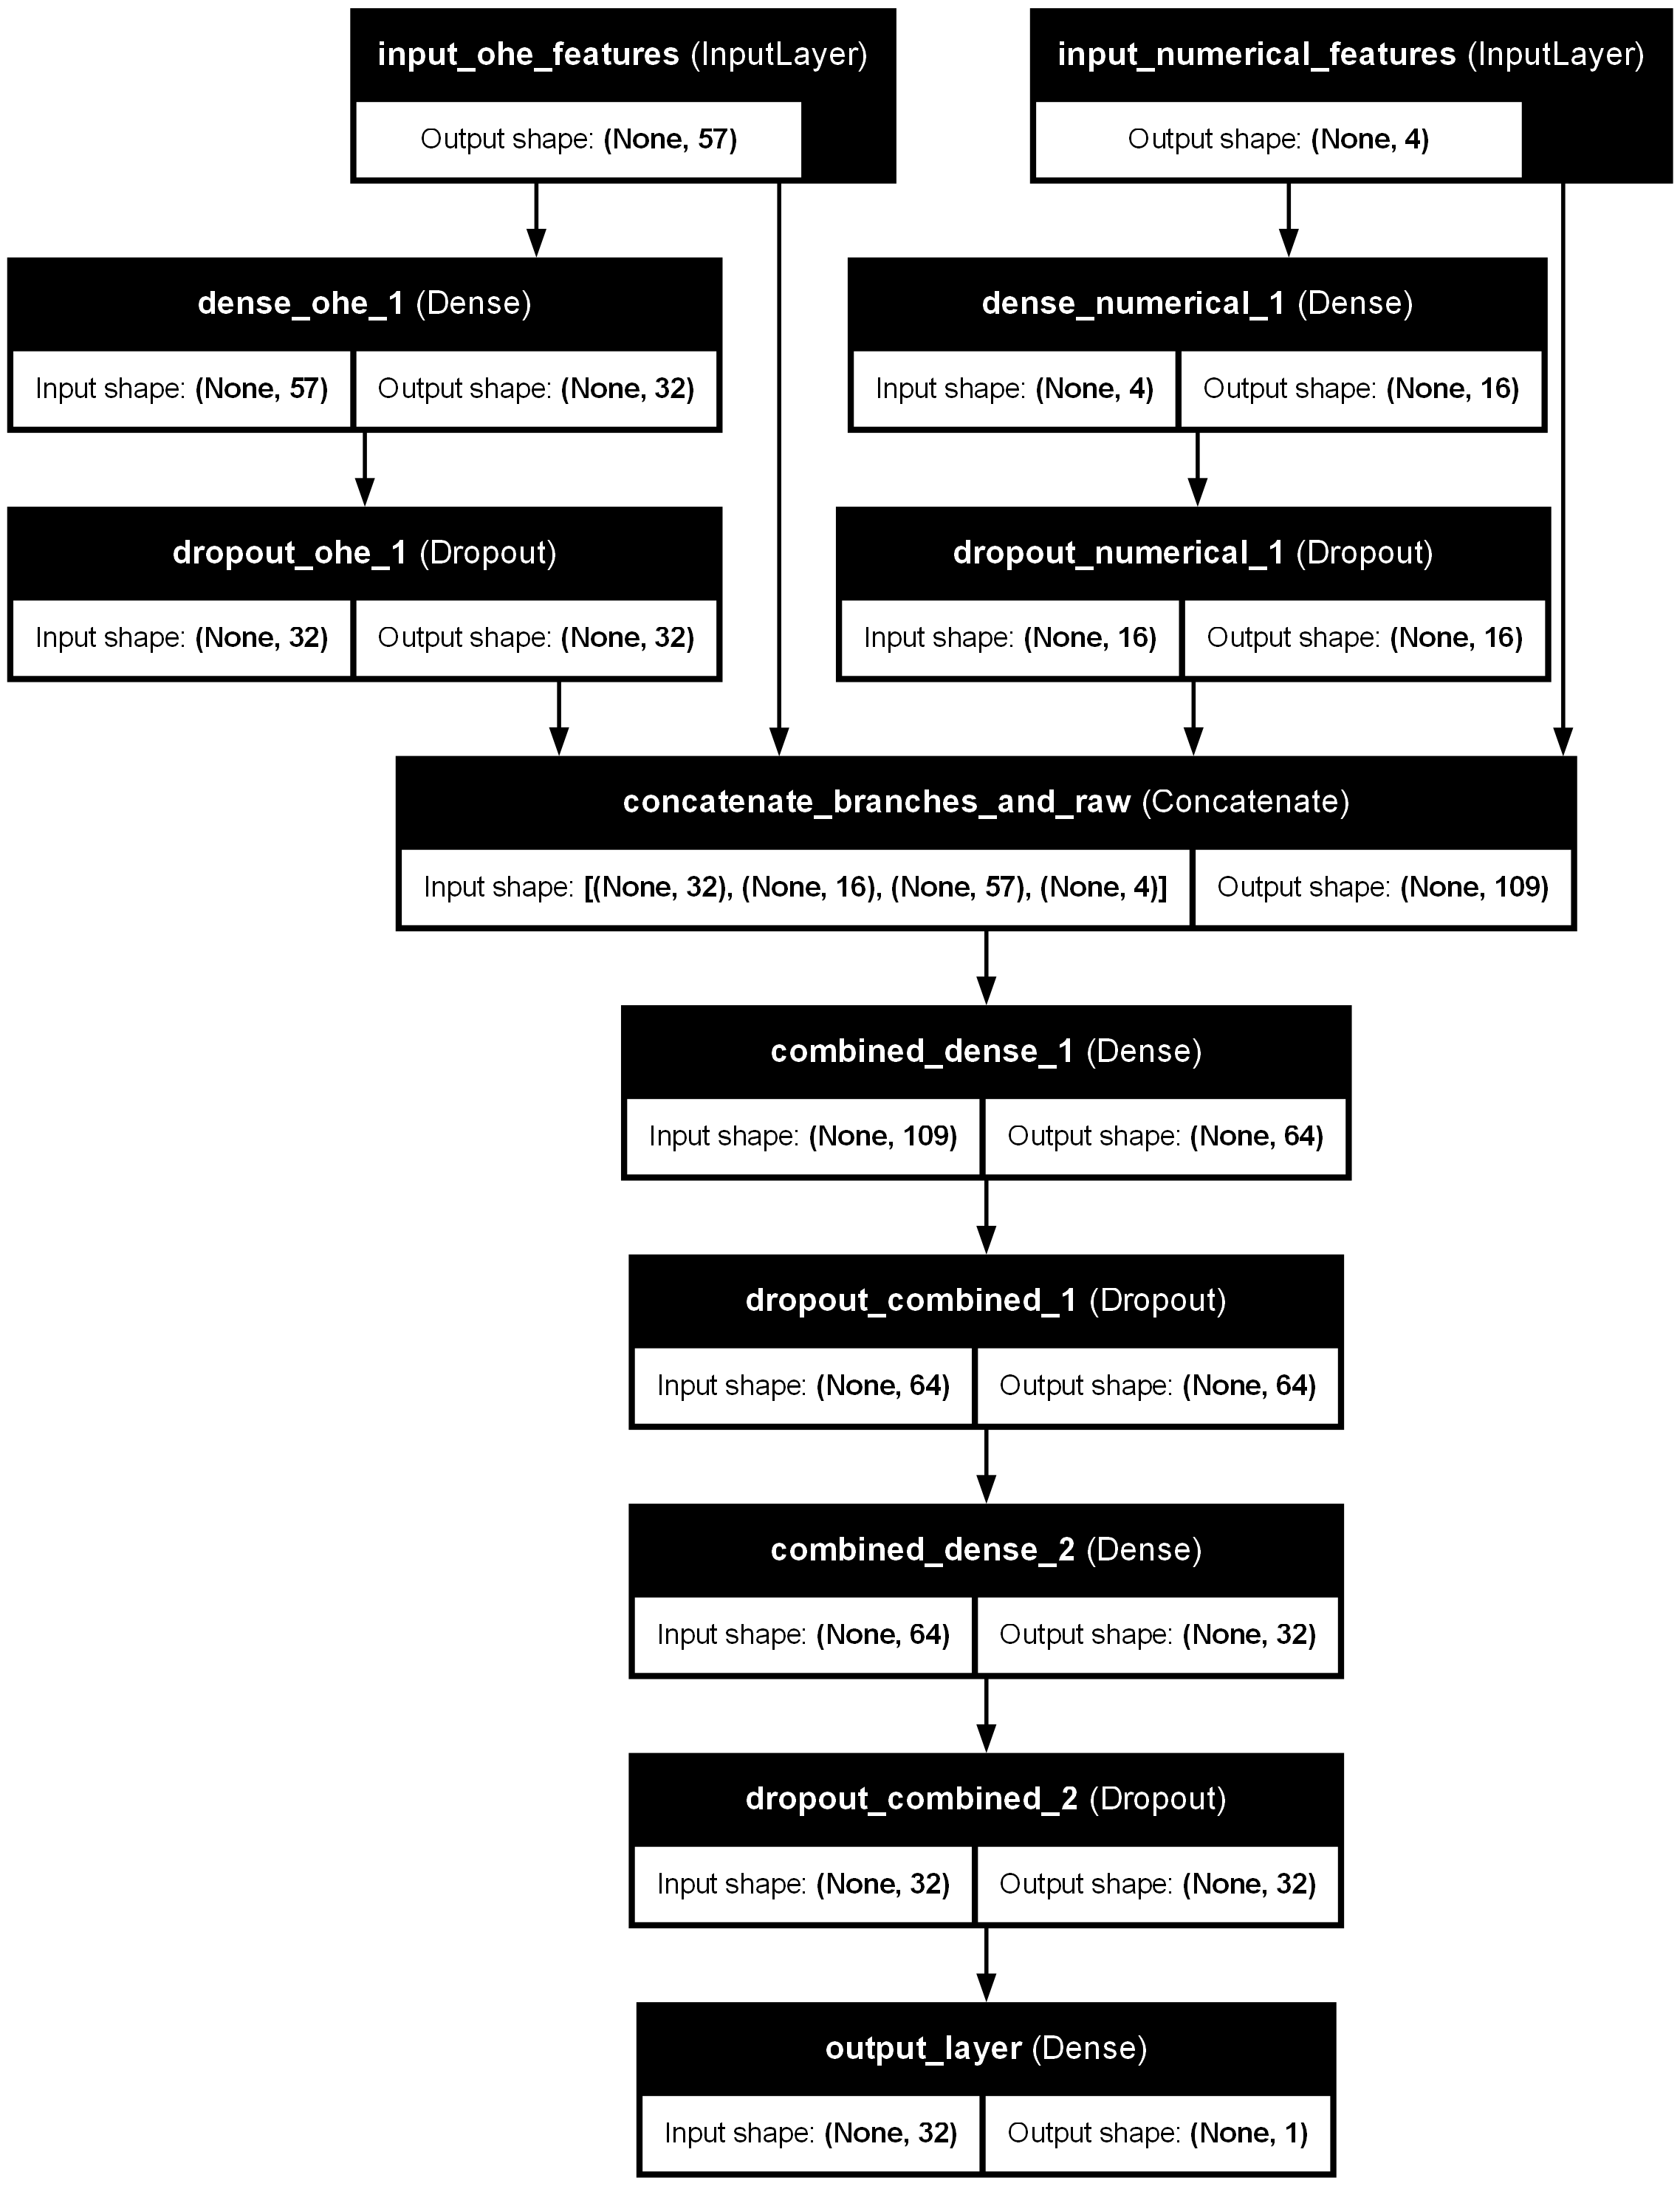 input_ohe_features (InputLayer)
Output shape: (None, 57)
input_numerical_features (InputLayer)
Output shape: (None, 4)
dense_ohe_1 (Dense)
Input shape: (None, 57) Output shape: (None, 32)
dense_numerical_1 (Dense)
Input shape: (None, 4) Output shape: (None, 16)
dropout_ohe_1 (Dropout)
Input shape: (None, 32) Output shape: (None, 32)
dropout_numerical_1 (Dropout)
Input shape: (None, 16) Output shape: (None, 16)
concatenate_branches_and_raw (Concatenate)
Input shape: [(None, 32), (None, 16), (None, 57), (None, 4)] Output shape: (None, 109)
combined_dense_1 (Dense)
Input shape: (None, 109) Output shape: (None, 64)
dropout_combined_1 (Dropout)
Input shape: (None, 64) Output shape: (None, 64)
combined_dense_2 (Dense)
Input shape: (None, 64) Output shape: (None, 32)
dropout_combined_2 (Dropout)
Input shape: (None, 32) Output shape: (None, 32)
output_layer (Dense)
Input shape: (None, 32) Output shape: (None, 1)